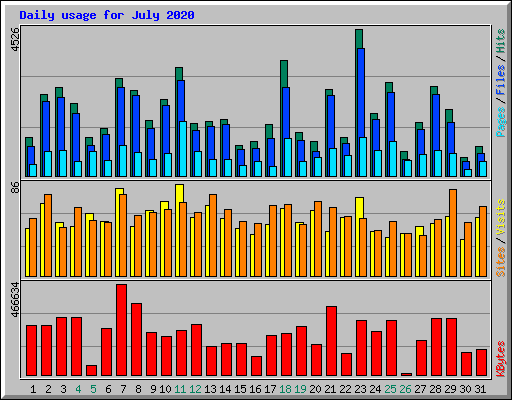 Daily usage for July 2020
4526
Pages / Files / Hits
86
Sites / Visits
466634
KBytes
1 2 3 4 5 6 7 8 9 10 11 12 13 14 15 16 17 18 19 20 21 22 23 24 25 26 27 28 29 30 31